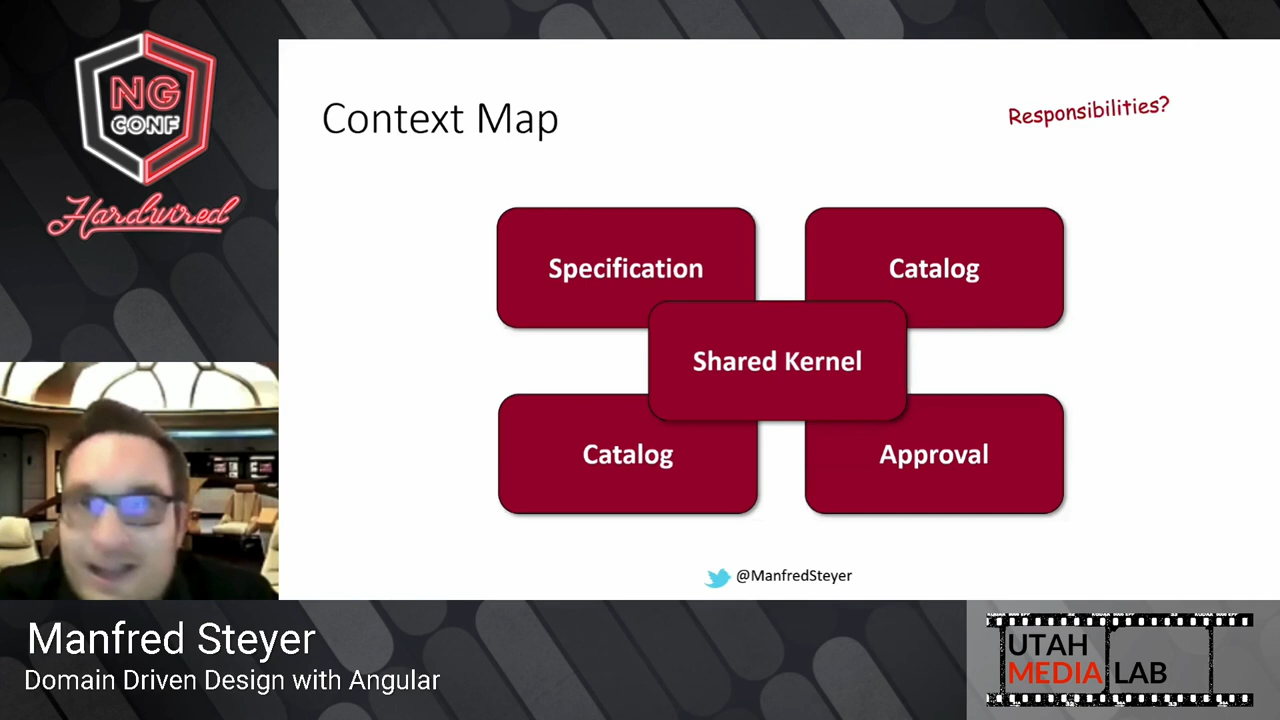 NG
CONF
Hardwired
Context Map
Responsibilities?
Specification
Catalog
Shared Kernel
Catalog
Approval
@ManfredSteyer
Manfred Steyer
Domain Driven Design with Angular
UTAH
MEDIA LAB